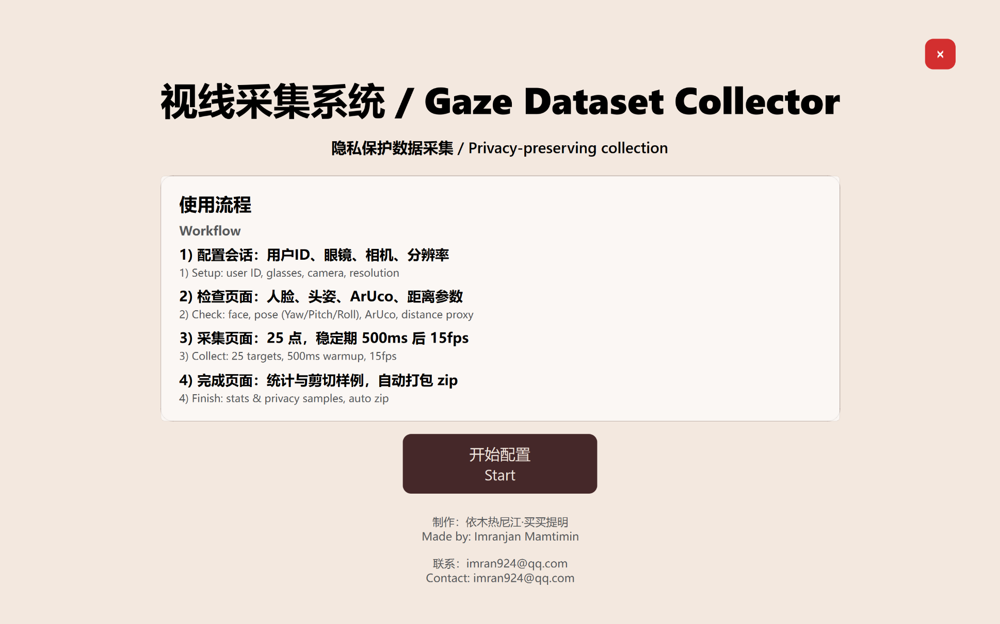 ×
视线采集系统 / Gaze Dataset Collector
隐私保护数据采集 / Privacy-preserving collection
使用流程
Workflow
1) 配置会话：用户ID、眼镜、相机、分辨率
1) Setup: user ID, glasses, camera, resolution
2) 检查页面：人脸、头姿、ArUco、距离参数
2) Check: face, pose (Yaw/Pitch/Roll), ArUco, distance proxy
3) 采集页面：25 点，稳定期 500ms 后 15fps
3) Collect: 25 targets, 500ms warmup, 15fps
4) 完成页面：统计与剪切样例，自动打包 zip
4) Finish: stats & privacy samples, auto zip
开始配置
Start
制作：依木热尼江·买买提明
Made by: Imranjan Mamtimin
联系：imran924@qq.com
Contact: imran924@qq.com